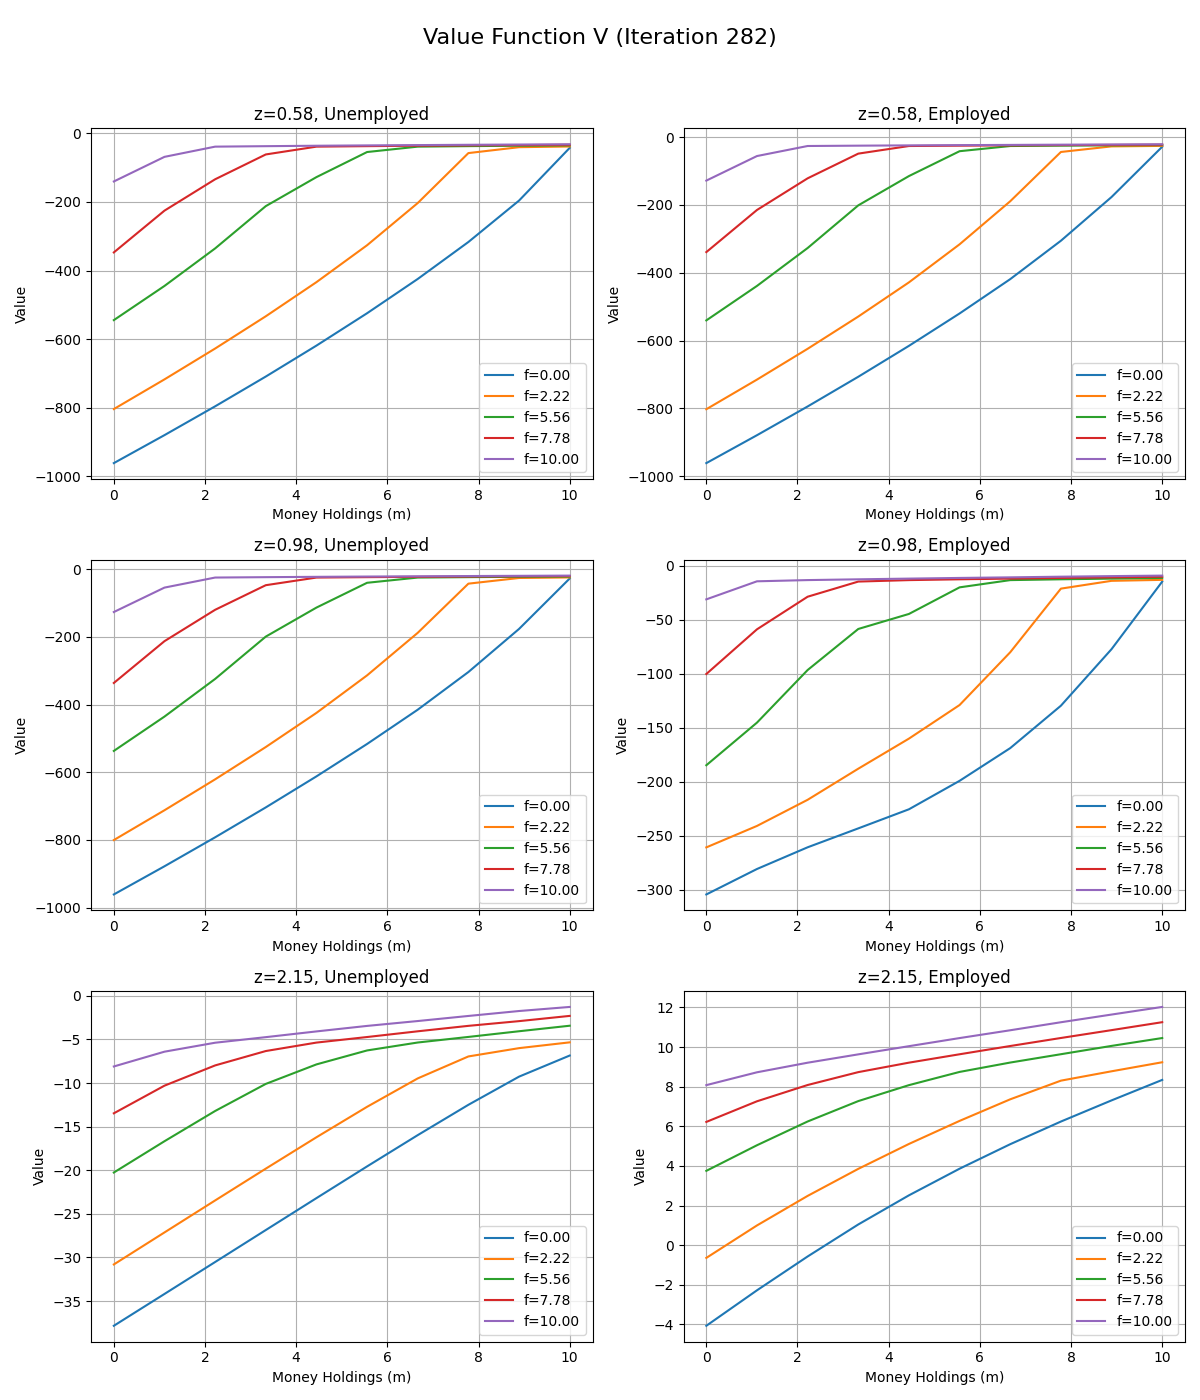 Value Function V (Iteration 282)
z=0.58, Unemployed
0
−200
−400
−600
−800
−1000
Value
0 2 4 6 8 10
Money Holdings (m)
f=0.00
f=2.22
f=5.56
f=7.78
f=10.00
z=0.58, Employed
0
−200
−400
−600
−800
−1000
Value
0 2 4 6 8 10
Money Holdings (m)
f=0.00
f=2.22
f=5.56
f=7.78
f=10.00
z=0.98, Unemployed
0
−200
−400
−600
−800
−1000
Value
0 2 4 6 8 10
Money Holdings (m)
f=0.00
f=2.22
f=5.56
f=7.78
f=10.00
z=0.98, Employed
0
−50
−100
−150
−200
−250
−300
Value
0 2 4 6 8 10
Money Holdings (m)
f=0.00
f=2.22
f=5.56
f=7.78
f=10.00
z=2.15, Unemployed
0
−5
−10
−15
−20
−25
−30
−35
Value
0 2 4 6 8 10
Money Holdings (m)
f=0.00
f=2.22
f=5.56
f=7.78
f=10.00
z=2.15, Employed
12
10
8
6
4
2
0
−2
−4
Value
0 2 4 6 8 10
Money Holdings (m)
f=0.00
f=2.22
f=5.56
f=7.78
f=10.00